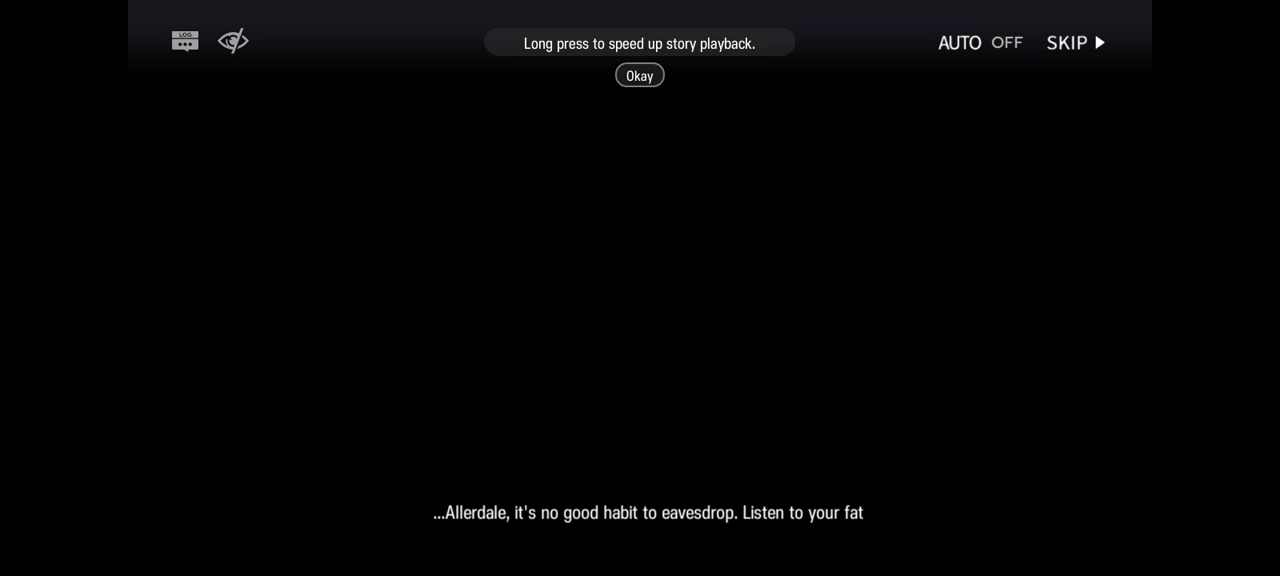 LOG
Long press to speed up story playback.
AUTO OFF SKIP
Okay
...Allerdale, it's no good habit to eavesdrop. Listen to your fat